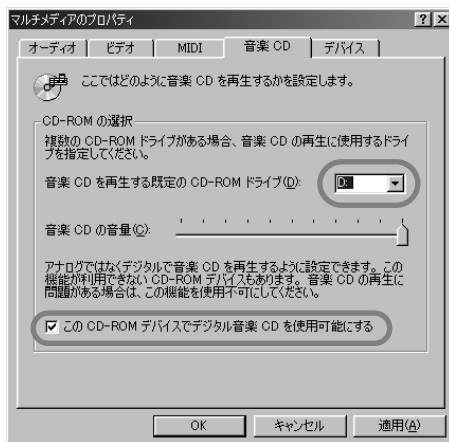 マルチメディアのプロパティ
オーディオ ビデオ MIDI 音楽 CD デバイス
ここではどのように音楽 CD を再生するかを設定します。
CD-ROM の選択
複数の CD-ROM ドライブがある場合、音楽 CD の再生に使用するドライ
ブを指定してください。
音楽 CD を再生する既定の CD-ROM ドライブ(D): D:
音楽 CD の音量(C):
アナログではなくデジタルで音楽 CD を再生するように設定できます。この
機能が利用できない CD-ROM デバイスもあります。音楽 CD の再生に
問題がある場合は、この機能を使用不可にしてください。
この CD-ROM デバイスでデジタル音楽 CD を使用可能にする
OK キャンセル 適用(A)